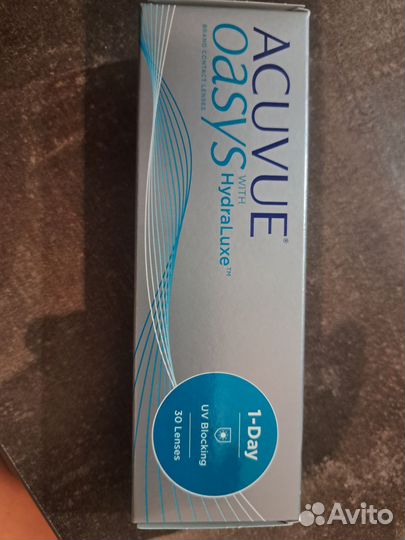 ACUVUE®
BRAND CONTACT LENSES
oasys
WITH
HydraLuxe™
1-Day
UV Blocking
30 Lenses
Avito